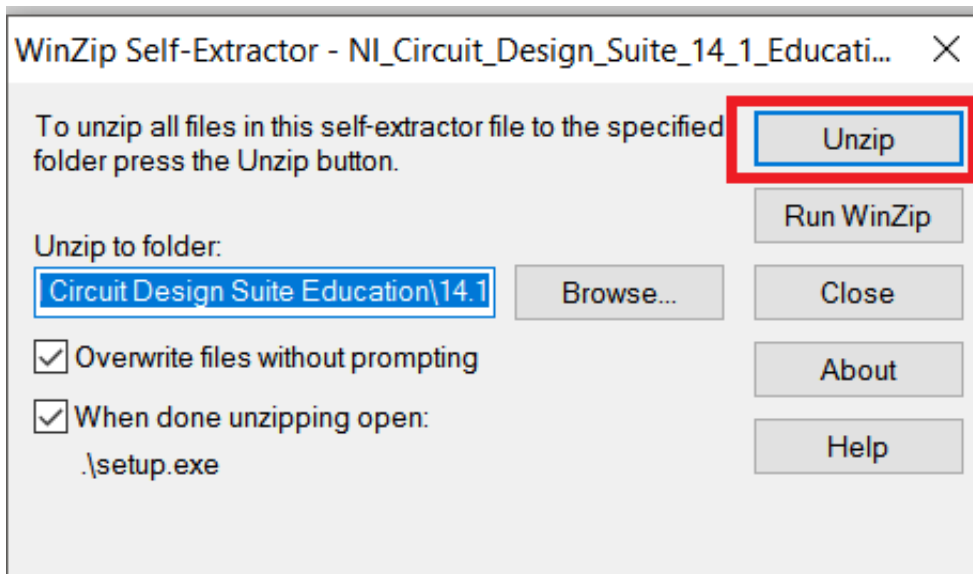 WinZip Self-Extractor - NI_Circuit_Design_Suite_14_1_Educati...
To unzip all files in this self-extractor file to the specified
folder press the Unzip button.
Unzip
Run WinZip
Unzip to folder:
Circuit Design Suite Education\14.1
Browse...
Close
Overwrite files without prompting
About
When done unzipping open:
.\setup.exe
Help